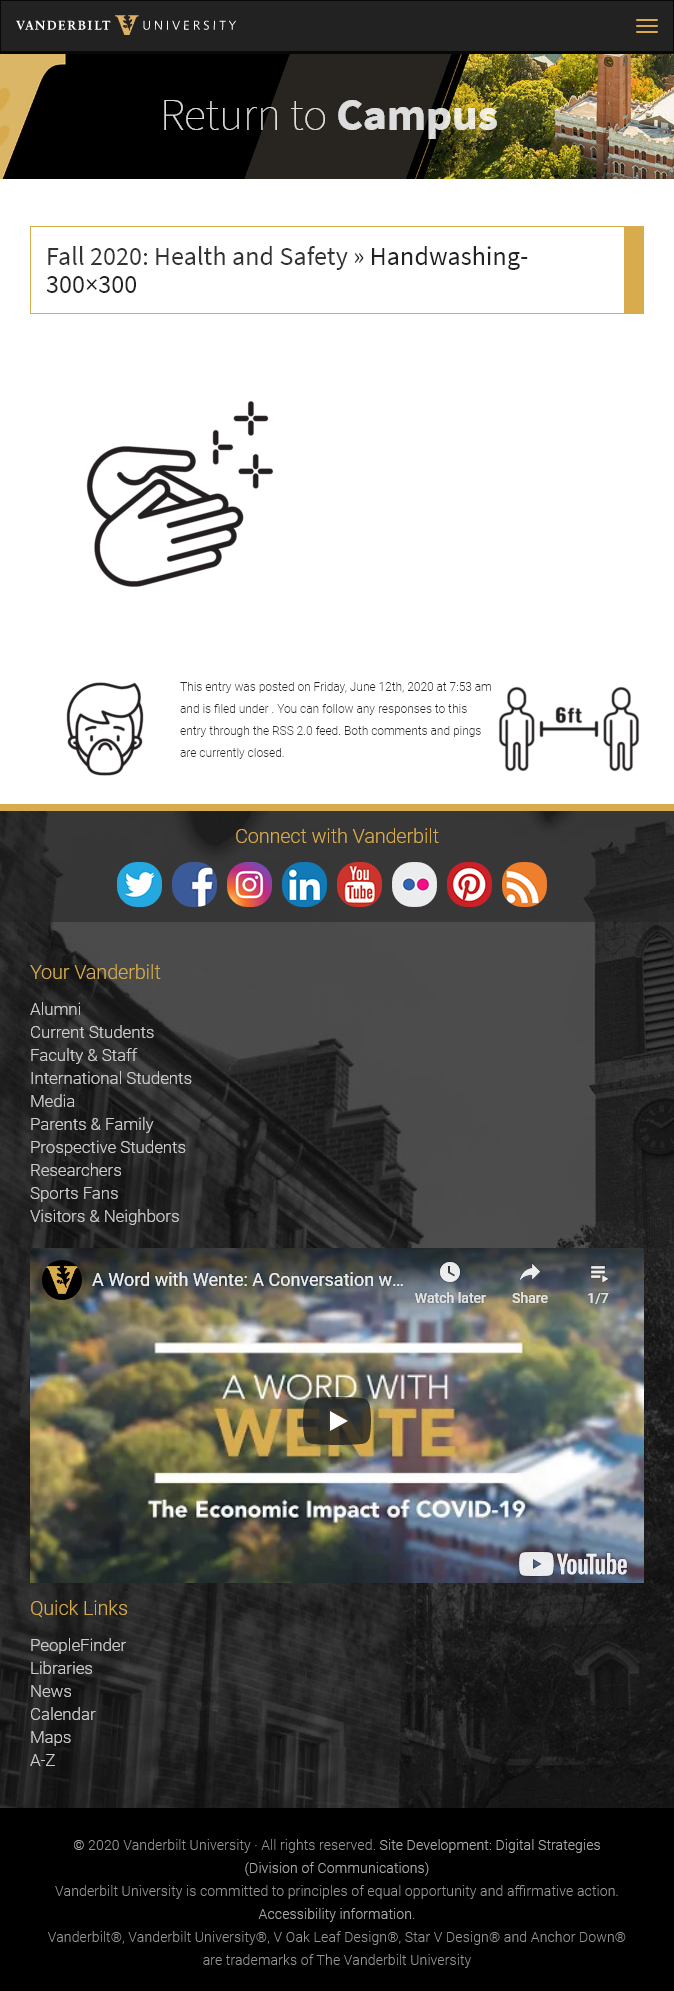 VANDERBILT V UNIVERSITY
Return to Campus
Fall 2020: Health and Safety » Handwashing-
300×300
This entry was posted on Friday, June 12th, 2020 at 7:53 am
and is filed under . You can follow any responses to this
entry through the RSS 2.0 feed. Both comments and pings
are currently closed.
6ft
Connect with Vanderbilt
You
Tube
Your Vanderbilt
Alumni
Current Students
Faculty & Staff
International Students
Media
Parents & Family
Prospective Students
Researchers
Sports Fans
Visitors & Neighbors
A Word with Wente: A Conversation w...
Watch later
Share
1/7
A WORD WITH
WENTE
The Economic Impact of COVID-19
YouTube
Quick Links
PeopleFinder
Libraries
News
Calendar
Maps
A-Z
© 2020 Vanderbilt University · All rights reserved. Site Development: Digital Strategies
(Division of Communications)
Vanderbilt University is committed to principles of equal opportunity and affirmative action.
Accessibility information.
Vanderbilt®, Vanderbilt University®, V Oak Leaf Design®, Star V Design® and Anchor Down®
are trademarks of The Vanderbilt University